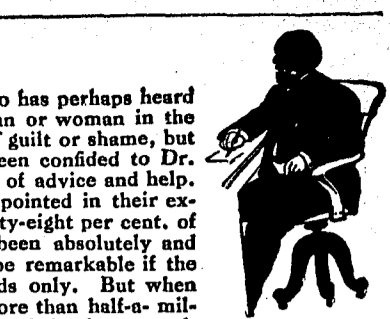 o has perhaps heard
an or woman in the
f guilt or shame, but
een confided to Dr.
of advice and help.
pointed in their ex-
ty-eight per cent. of
been absolutely and
be remarkable if the
ds only. But when
ore than half-a- mil-